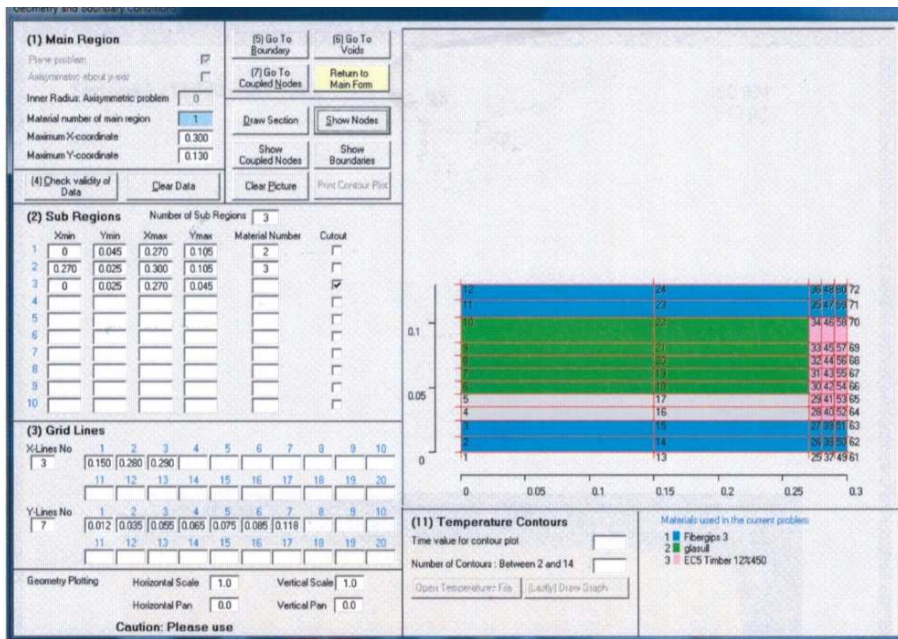 Geometry and Boundary Conditions
(1) Main Region
Plane problem
Axisymmetric about y-axis
Inner Radius: Axisymmetric problem 0
Material number of main region 1
Maximum X-coordinate 0.300
Maximum Y-coordinate 0.130
[4] Check validity of Data
Clear Data
(5) Go To Boundary
(6) Go To Voids
(7) Go To Coupled Nodes
Return to Main Form
Draw Section
Show Nodes
Show Coupled Nodes
Show Boundaries
Clear Picture
Print Contour Plot
(2) Sub Regions Number of Sub Regions 3
Xmin Ymin Xmax Ymax Material Number Cutout
1 0 0.045 0.270 0.105 2
2 0.270 0.025 0.300 0.105 3
3 0 0.025 0.270 0.045
4
5
6
7
8
9
10
(3) Grid Lines
X-Lines No 1 2 3 4 5 6 7 8 9 10
3 0.150 0.280 0.290
11 12 13 14 15 16 17 18 19 20
Y-Lines No 1 2 3 4 5 6 7 8 9 10
7 0.012 0.035 0.055 0.065 0.075 0.085 0.118
11 12 13 14 15 16 17 18 19 20
Geometry Plotting Horizontal Scale 1.0 Vertical Scale 1.0
Horizontal Pan 0.0 Vertical Pan 0.0
Caution: Please use
12 24 36 48 60 72
11 23 35 47 59 71
0.1 10 22 34 46 58 70
9 21 33 45 57 69
8 20 32 44 56 68
7 19 31 43 55 67
0.05 6 18 30 42 54 66
5 17 29 41 53 65
4 16 28 40 52 64
3 15 27 39 51 63
2 14 26 38 50 62
0 1 13 25 37 49 61
0 0.05 0.1 0.15 0.2 0.25 0.3
(11) Temperature Contours
Time value for contour plot
Number of Contours : Between 2 and 14
Open Temperature File
(Lastly) Draw Graph
Materials used in the current problem
1 Fibergips 3
2 glasull
3 EC5 Timber 12%450